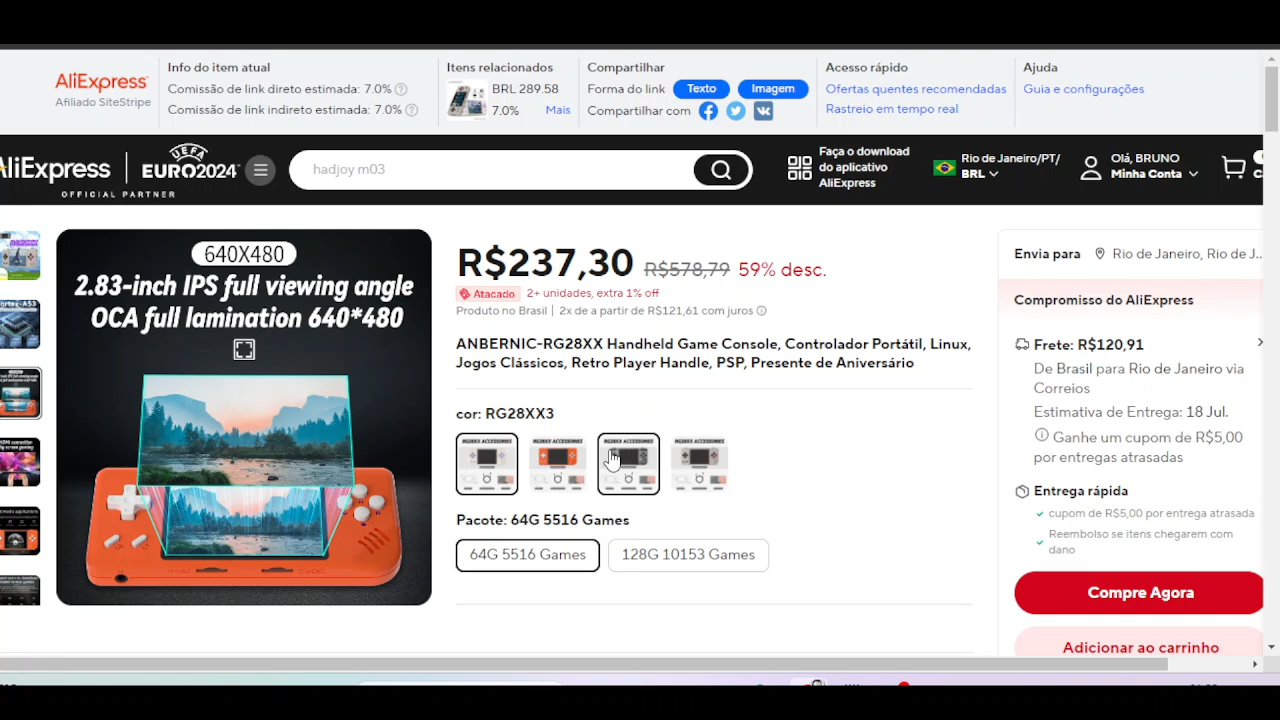 AliExpress
Afiliado SiteStripe
Info do item atual
Comissão de link direto estimada: 7.0%
Comissão de link indireto estimada: 7.0%
Itens relacionados
BRL 289.58
7.0% Mais
Compartilhar
Forma do link Texto Imagem
Compartilhar com
Acesso rápido
Ofertas quentes recomendadas
Rastreio em tempo real
Ajuda
Guia e configurações
AliExpress
UEFA
EURO2024
OFFICIAL PARTNER
hadjoy m03
Faça o download
do aplicativo
AliExpress
Rio de Janeiro/PT/
BRL
Olá, BRUNO
Minha Conta
640X480
2.83-inch IPS full viewing angle
OCA full lamination 640*480
R$237,30 R$578,79 59% desc.
Atacado 2+ unidades, extra 1% off
Produto no Brasil | 2x de a partir de R$121,61 com juros
ANBERNIC-RG28XX Handheld Game Console, Controlador Portátil, Linux,
Jogos Clássicos, Retro Player Handle, PSP, Presente de Aniversário
cor: RG28XX3
RG28XX ACCESSORIES RG28XX ACCESSORIES RG28XX ACCESSORIES RG28XX ACCESSORIES
Pacote: 64G 5516 Games
64G 5516 Games 128G 10153 Games
Envia para Rio de Janeiro, Rio de J...
Compromisso do AliExpress
Frete: R$120,91
De Brasil para Rio de Janeiro via
Correios
Estimativa de Entrega: 18 Jul.
Ganhe um cupom de R$5,00
por entregas atrasadas
Entrega rápida
cupom de R$5,00 por entrega atrasada
Reembolso se itens chegarem com
dano
Compre Agora
Adicionar ao carrinho